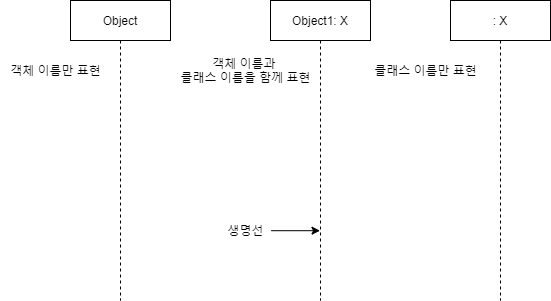 Object
Object1: X
: X
객체 이름만 표현
객체 이름과
클래스 이름을 함께 표현
클래스 이름만 표현
생명선